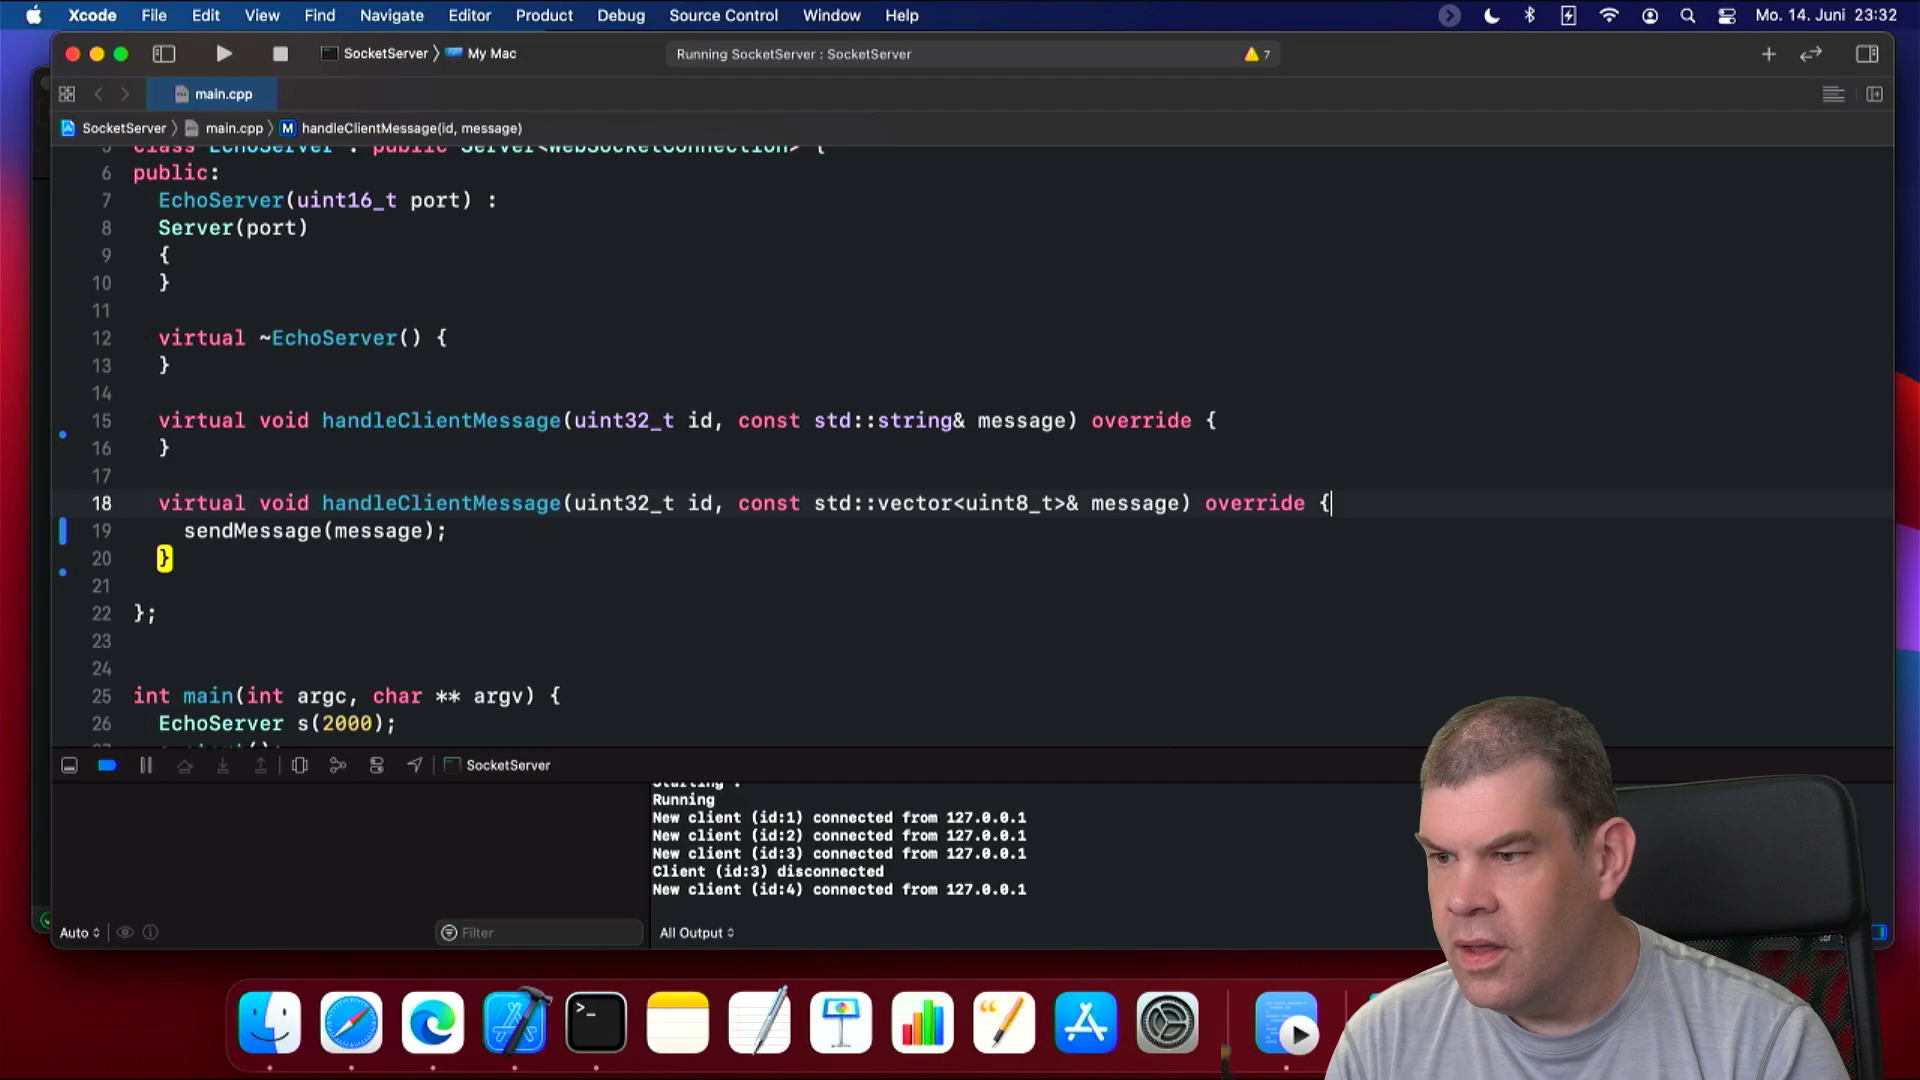 Xcode File Edit View Find Navigate Editor Product Debug Source Control Window Help Mo. 14. Juni 23:32
SocketServer 〉 My Mac Running SocketServer : SocketServer 7
main.cpp
SocketServer 〉 main.cpp 〉 M handleClientMessage(id, message)
5 class EchoServer : public Server<WebSocketConnection> {
6 public:
7 EchoServer(uint16_t port) :
8 Server(port)
9 {
10 }
11
12 virtual ~EchoServer() {
13 }
14
15 virtual void handleClientMessage(uint32_t id, const std::string& message) override {
16 }
17
18 virtual void handleClientMessage(uint32_t id, const std::vector<uint8_t>& message) override {
19 sendMessage(message);
20 }
21
22 };
23
24
25 int main(int argc, char ** argv) {
26 EchoServer s(2000);
SocketServer
Running
New client (id:1) connected from 127.0.0.1
New client (id:2) connected from 127.0.0.1
New client (id:3) connected from 127.0.0.1
Client (id:3) disconnected
New client (id:4) connected from 127.0.0.1
Auto Filter All Output